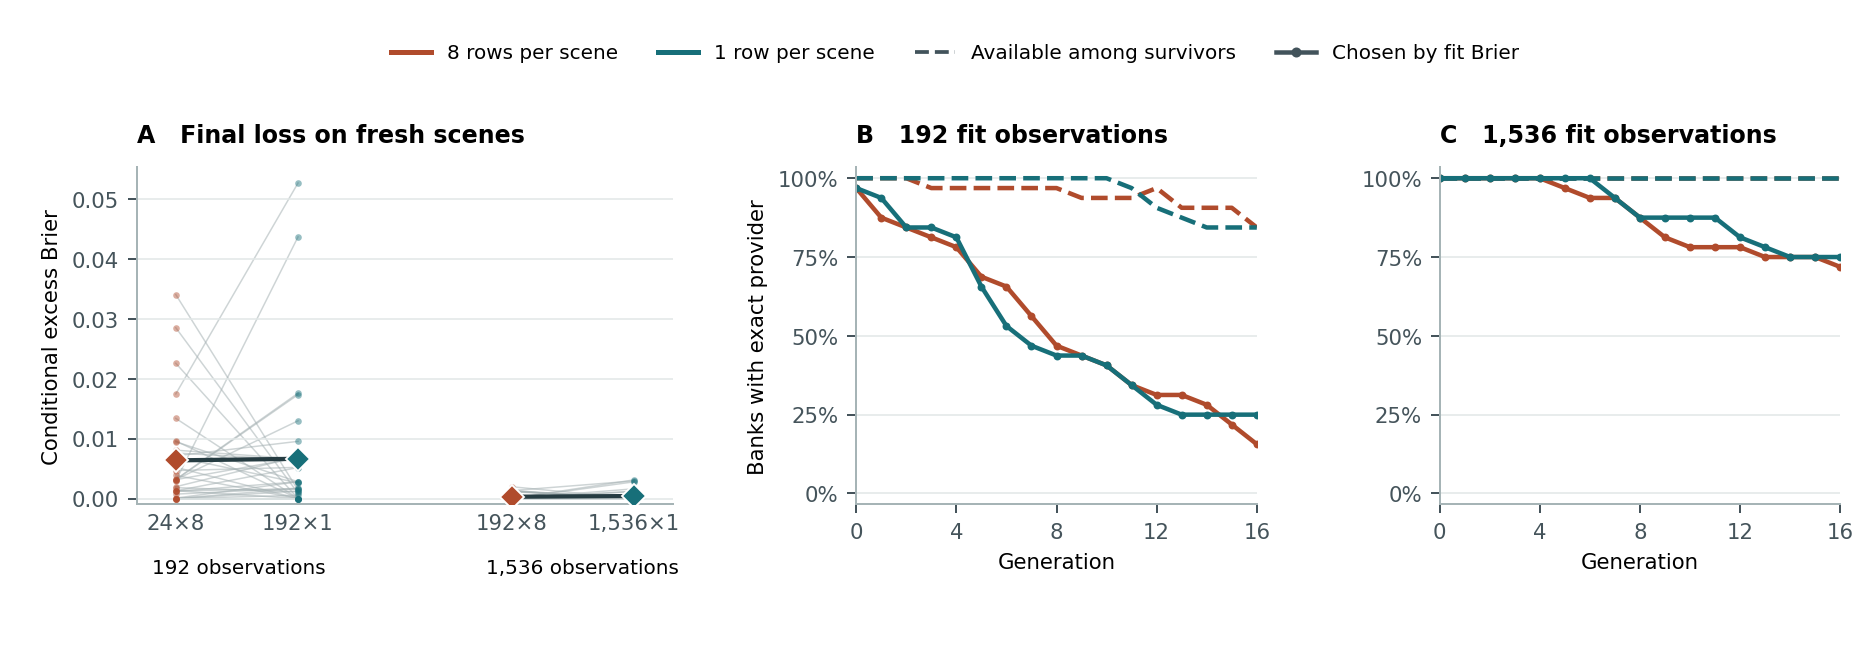 8 rows per scene 1 row per scene Available among survivors Chosen by fit Brier
A Final loss on fresh scenes
Conditional excess Brier
0.05
0.04
0.03
0.02
0.01
0.00
24×8 192×1 192×8 1,536×1
192 observations 1,536 observations
B 192 fit observations
Banks with exact provider
100%
75%
50%
25%
0%
0 4 8 12 16
Generation
C 1,536 fit observations
100%
75%
50%
25%
0%
0 4 8 12 16
Generation